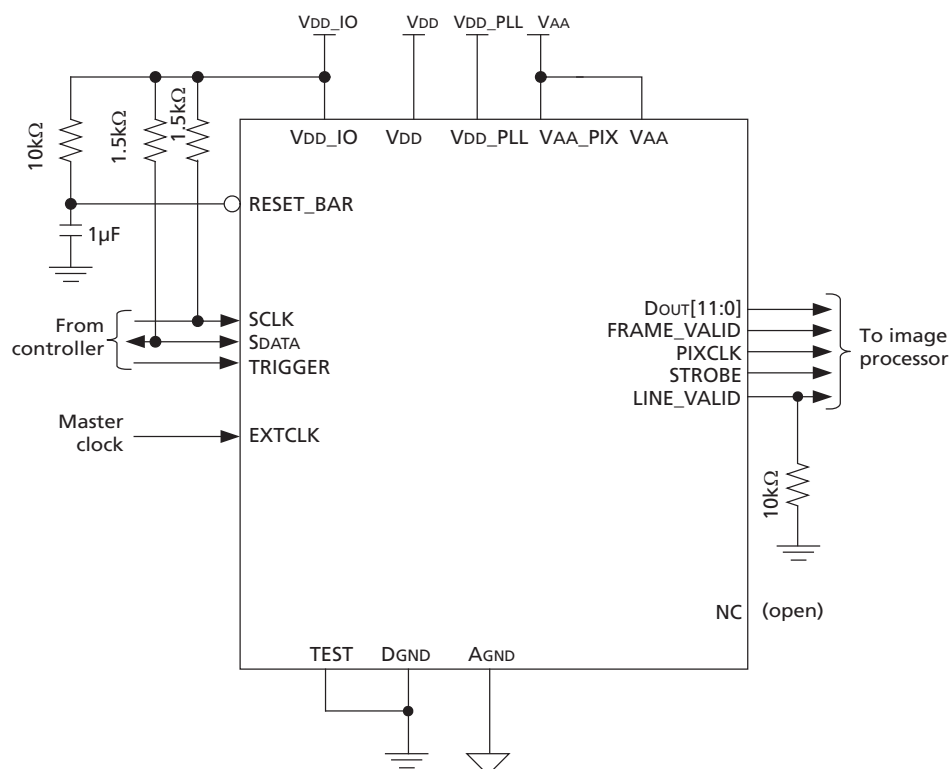 VDD_IO VDD VDD_PLL VAA
10kΩ 1.5kΩ 1.5kΩ
VDD_IO VDD VDD_PLL VAA_PIX VAA
RESET_BAR
1µF
From
controller
SCLK
SDATA
TRIGGER
Master
clock
EXTCLK
DOUT[11:0]
FRAME_VALID
PIXCLK
STROBE
LINE_VALID
To image
processor
10kΩ
NC (open)
TEST DGND AGND